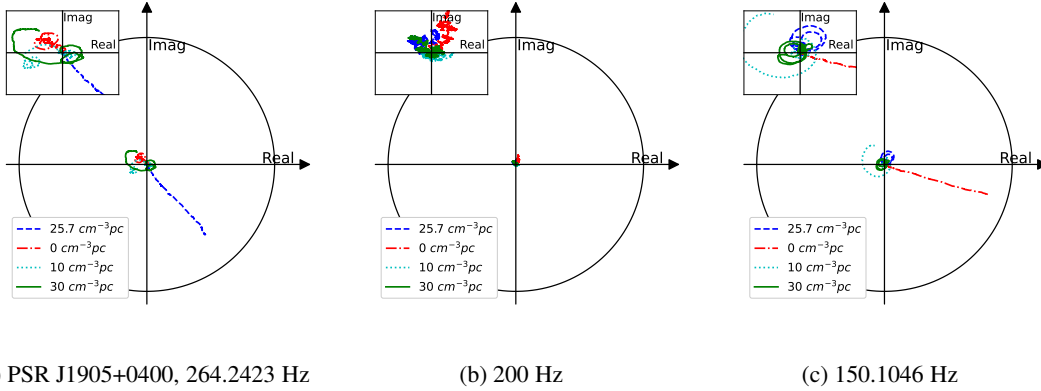 Imag
Real
Imag
Real
25.7 cm⁻³pc
0 cm⁻³pc
10 cm⁻³pc
30 cm⁻³pc
PSR J1905+0400, 264.2423 Hz
Imag
Real
Imag
Real
25.7 cm⁻³pc
0 cm⁻³pc
10 cm⁻³pc
30 cm⁻³pc
(b) 200 Hz
Imag
Real
Imag
Real
25.7 cm⁻³pc
0 cm⁻³pc
10 cm⁻³pc
30 cm⁻³pc
(c) 150.1046 Hz